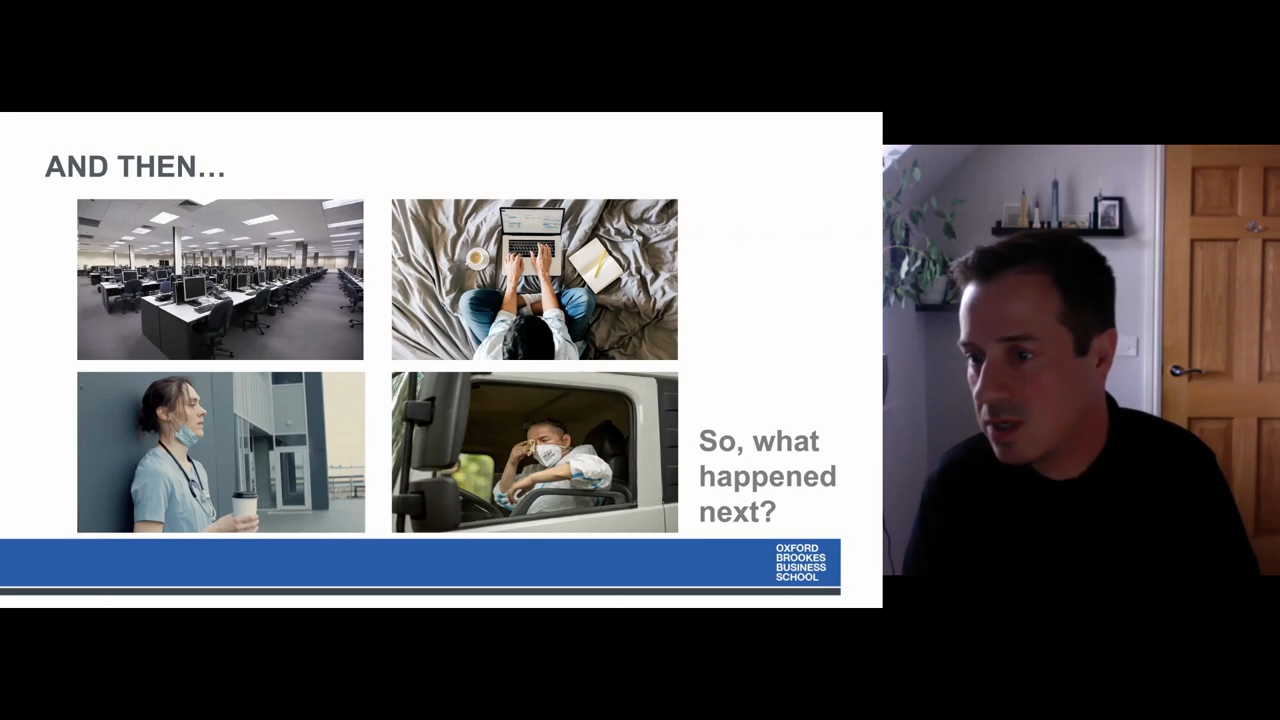 AND THEN...
So, what
happened
next?
OXFORD
BROOKES
BUSINESS
SCHOOL